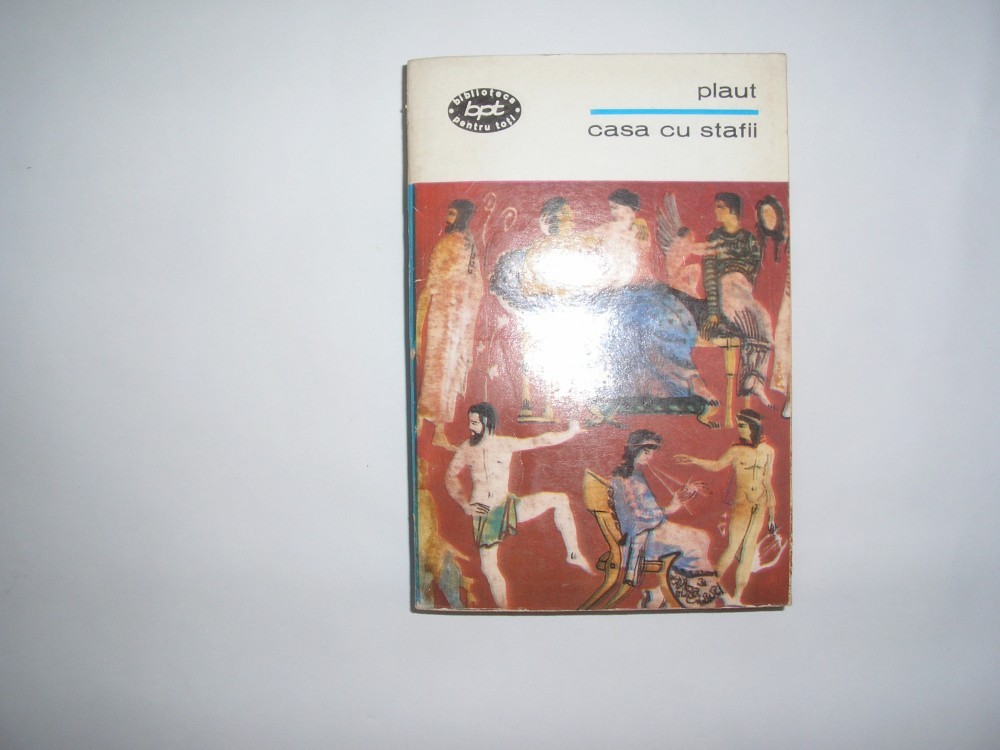 biblioteca
bpt
pentru toți
plaut
casa cu stafii